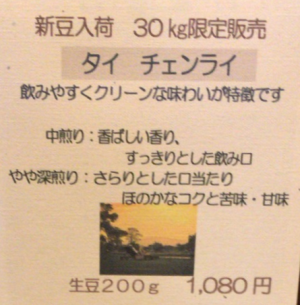 新豆入荷　30kg限定販売
タイ　チェンライ
飲みやすくクリーンな味わいが特徴です
中煎り：香ばしい香り、
すっきりとした飲み口
やや深煎り：さらりとした口当たり
ほのかなコクと苦味・甘味
生豆200g　1,080円